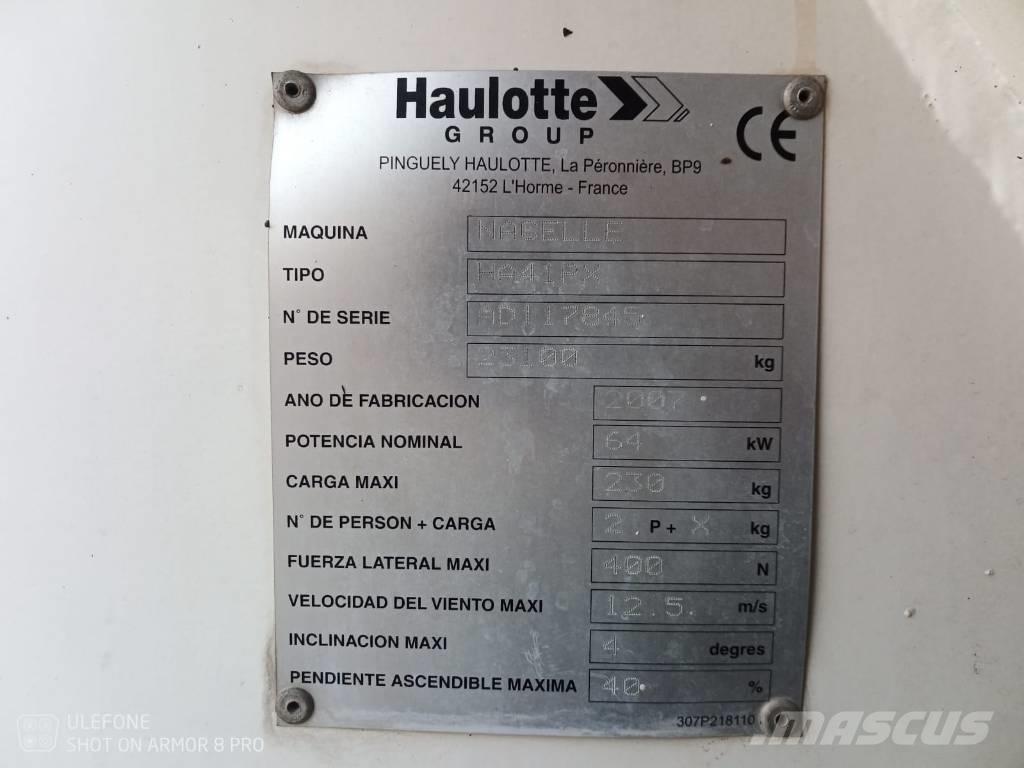 Haulotte
GROUP
CE
PINGUELY HAULOTTE, La Péronnière, BP9
42152 L'Horme - France
MAQUINA NACELLE
TIPO HA41PX
N° DE SERIE AD117845
PESO 23100 kg
ANO DE FABRICACION 2007
POTENCIA NOMINAL 64 kW
CARGA MAXI 230 kg
N° DE PERSON + CARGA 2 P + X kg
FUERZA LATERAL MAXI 400 N
VELOCIDAD DEL VIENTO MAXI 12.5 m/s
INCLINACION MAXI 4 degres
PENDIENTE ASCENDIBLE MAXIMA 40 %
307P218110
MASCUS
ULEFONE
SHOT ON ARMOR 8 PRO